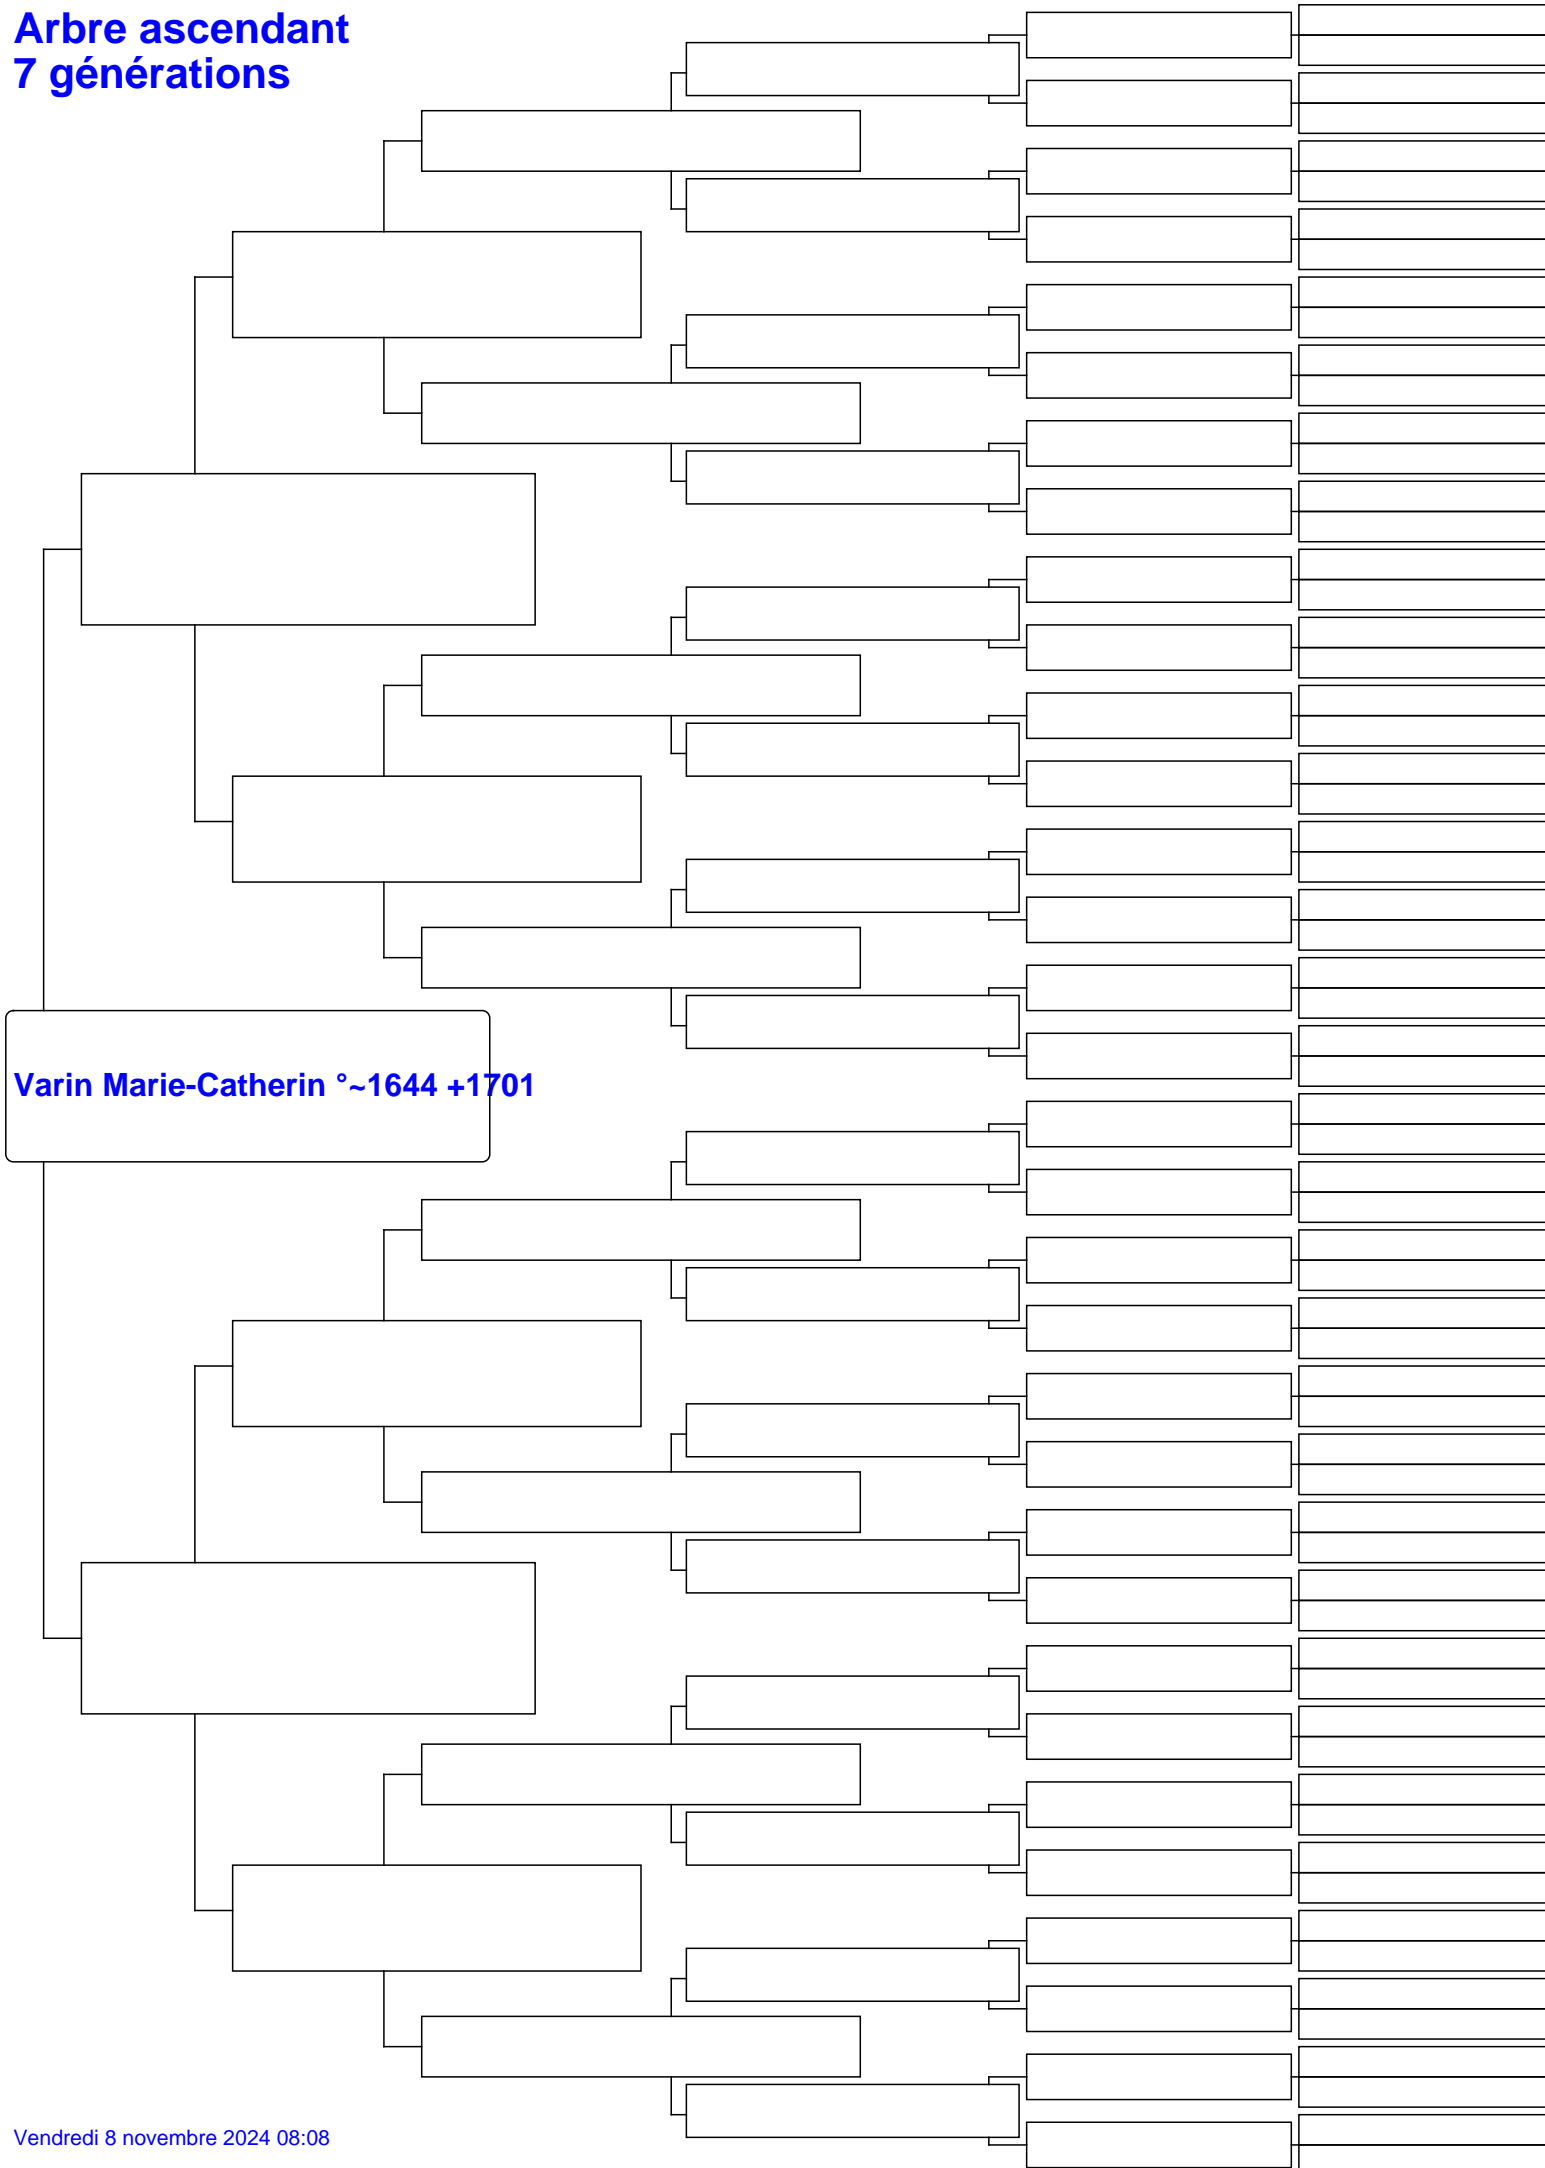 Arbre ascendant
7 générations
Varin Marie-Catherin °~1644 +1701
Vendredi 8 novembre 2024 08:08